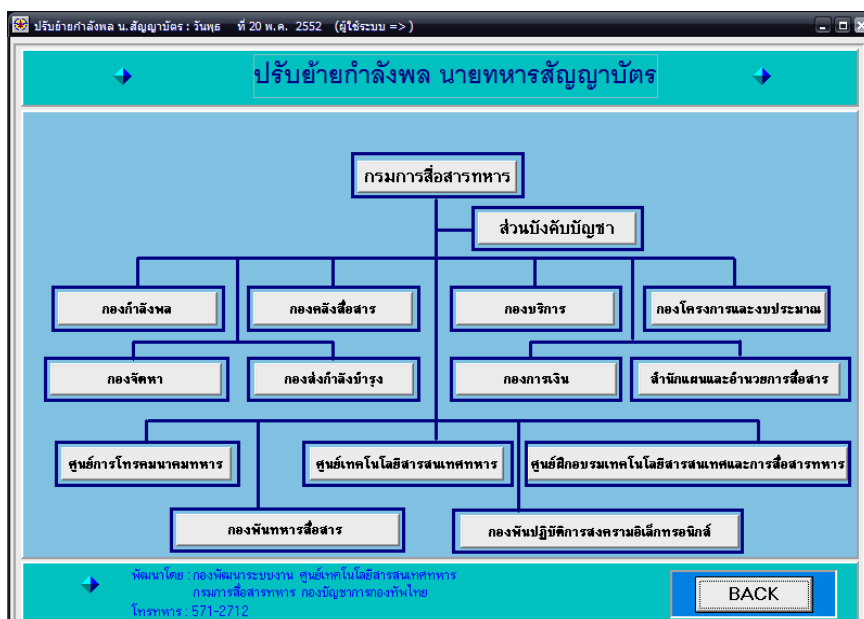 ปรับย้ายกำลังพล น.สัญญาบัตร : วันพุธ ที่ 20 พ.ค. 2552 (ผู้ใช้ระบบ => )
ปรับย้ายกำลังพล นายทหารสัญญาบัตร
กรมการสื่อสารทหาร
ส่วนบังคับบัญชา
กองกำลังพล
กองคลังสื่อสาร
กองบริการ
กองโครงการและงบประมาณ
กองจัดหา
กองส่งกำลังบำรุง
กองการเงิน
สำนักแผนและอำนวยการสื่อสาร
ศูนย์การโทรคมนาคมทหาร
ศูนย์เทคโนโลยีสารสนเทศทหาร
ศูนย์ฝึกอบรมเทคโนโลยีสารสนเทศและการสื่อสารทหาร
กองพันทหารสื่อสาร
กองพันปฏิบัติการสงครามอิเล็กทรอนิกส์
พัฒนาโดย : กองพัฒนาระบบงาน ศูนย์เทคโนโลยีสารสนเทศทหาร
กรมการสื่อสารทหาร กองบัญชาการกองทัพไทย
โทรทหาร : 571-2712
BACK